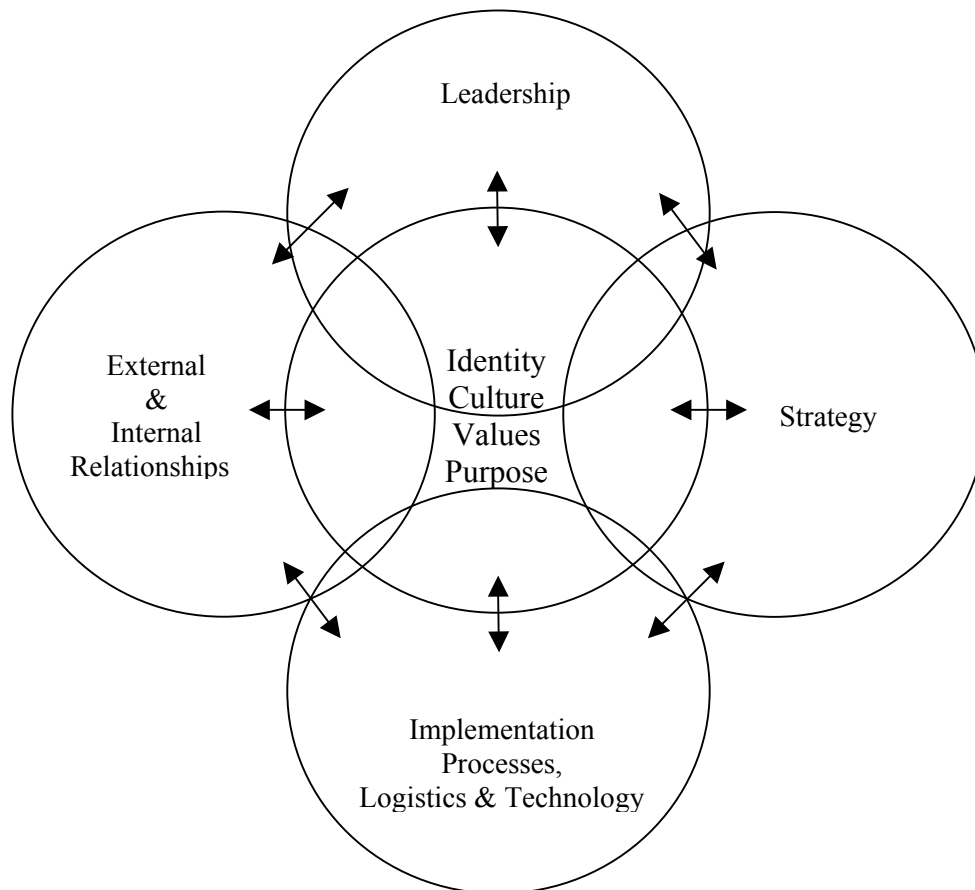 Leadership
External
&
Internal
Relationships
Identity
Culture
Values
Purpose
Strategy
Implementation
Processes,
Logistics & Technology